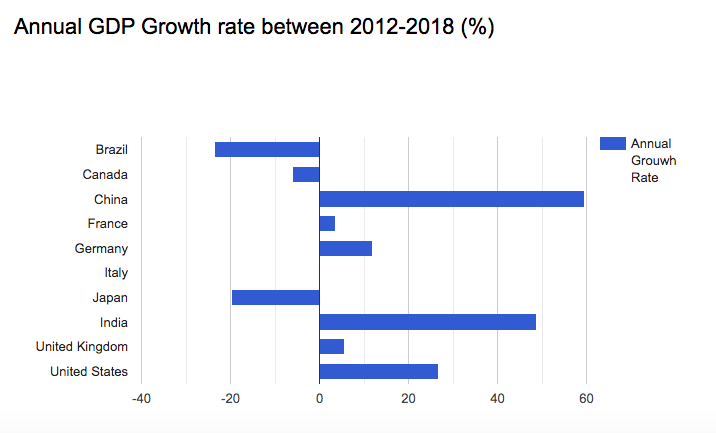 Annual GDP Growth rate between 2012-2018 (%)
Annual
Grouwh
Rate
Brazil
Canada
China
France
Germany
Italy
Japan
India
United Kingdom
United States
-40 -20 0 20 40 60